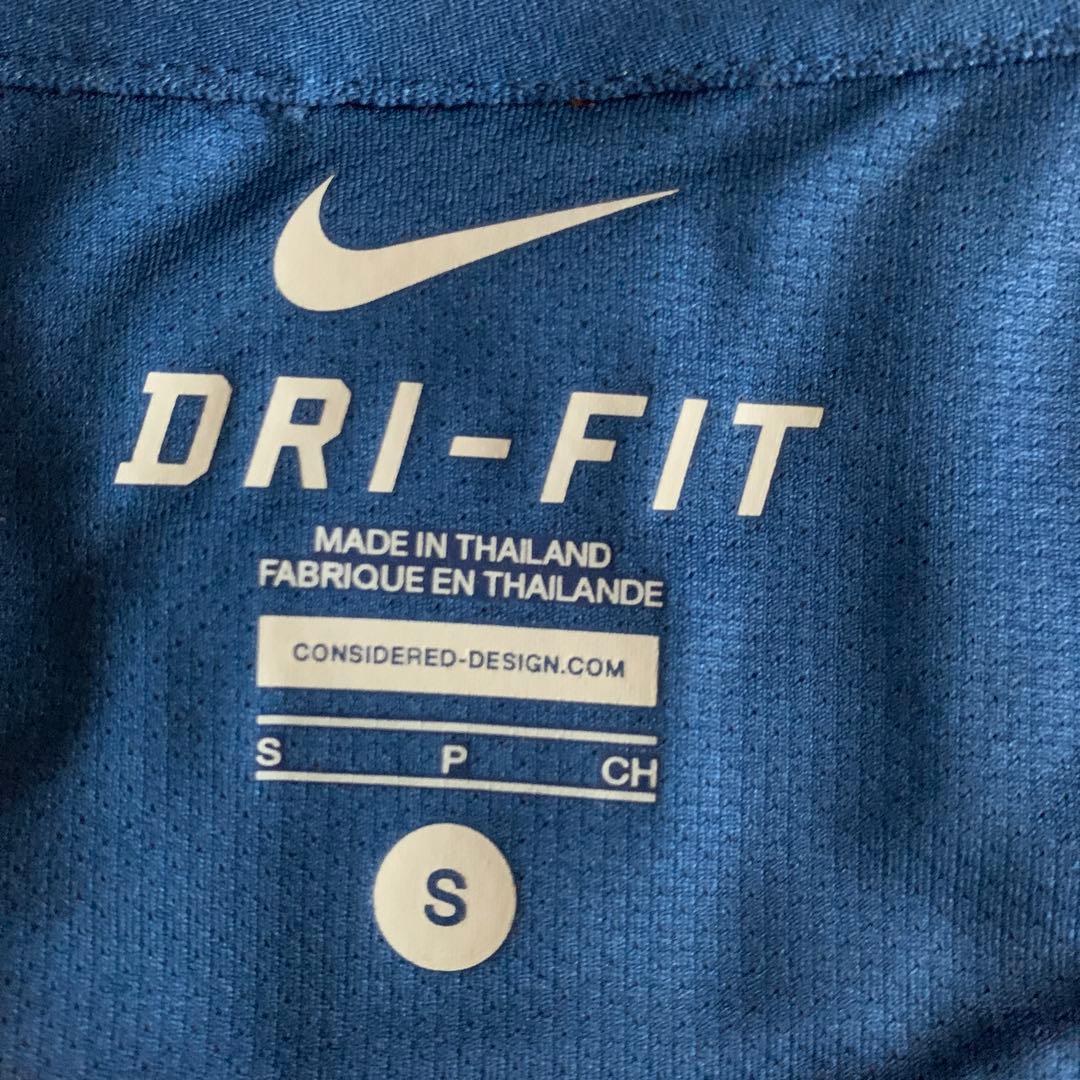 DRI-FIT
MADE IN THAILAND
FABRIQUE EN THAILANDE
CONSIDERED-DESIGN.COM
S P CH
S